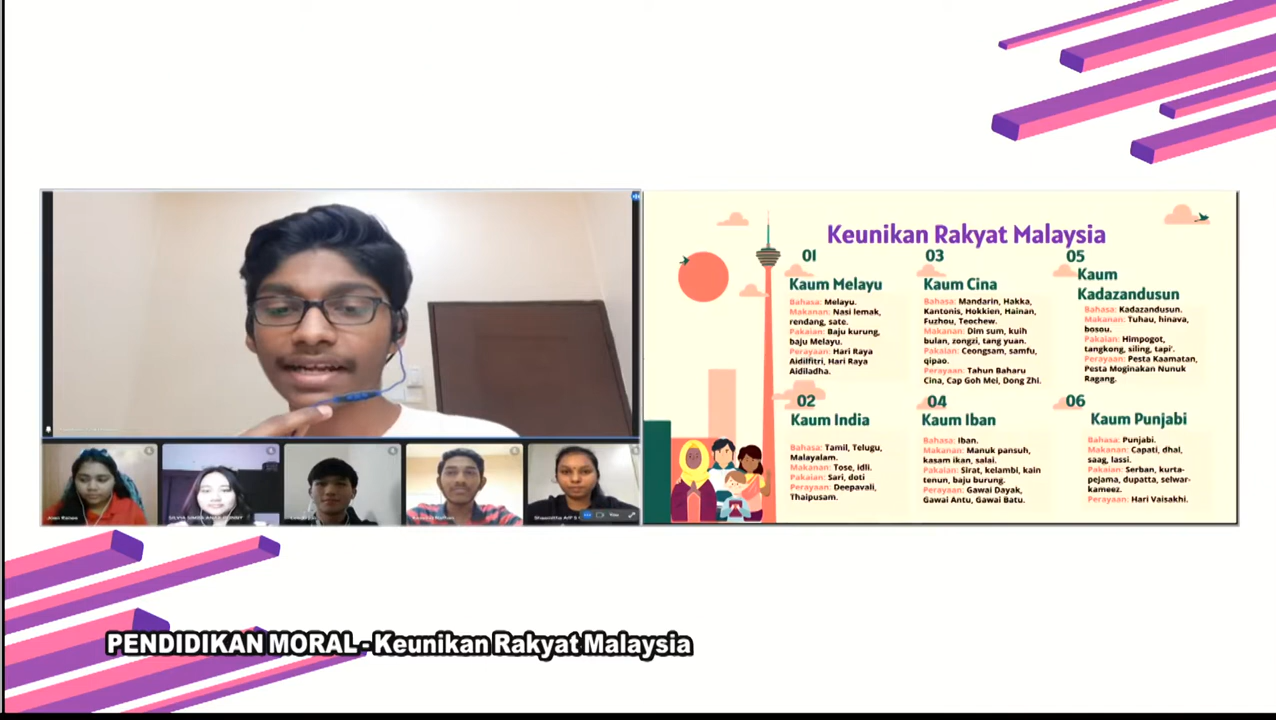 Keunikan Rakyat Malaysia
01
Kaum Melayu
Bahasa: Melayu.
Makanan: Nasi lemak,
rendang, sate.
Pakaian: Baju kurung,
baju Melayu.
Perayaan: Hari Raya
Aidilfitri, Hari Raya
Aidiladha.
02
Kaum India
Bahasa: Tamil, Telugu,
Malayalam.
Makanan: Tose, idli.
Pakaian: Sari, doti
Perayaan: Deepavali,
Thaipusam.
03
Kaum Cina
Bahasa: Mandarin, Hakka,
Kantonis, Hokkien, Hainan,
Fuzhou, Teochew.
Makanan: Dim sum, kuih
bulan, zongzi, tang yuan.
Pakaian: Ceongsam, samfu,
qipao.
Perayaan: Tahun Baharu
Cina, Cap Goh Mei, Dong Zhi.
04
Kaum Iban
Bahasa: Iban.
Makanan: Manuk pansuh,
kasam ikan, salai.
Pakaian: Sirat, kelambi, kain
tenun, baju burung.
Perayaan: Gawai Dayak,
Gawai Antu, Gawai Batu.
05
Kaum
Kadazandusun
Bahasa: Kadazandusun.
Makanan: Tuhau, hinava,
bosou.
Pakaian: Himpogot,
tangkong, siling, tapi'.
Perayaan: Pesta Kaamatan,
Pesta Moginakan Nunuk
Ragang.
06
Kaum Punjabi
Bahasa: Punjabi.
Makanan: Capati, dhal,
saag, lassi.
Pakaian: Serban, kurta-
pejama, dupatta, selwar-
kameez.
Perayaan: Hari Vaisakhi.
You
PENDIDIKAN MORAL - Keunikan Rakyat Malaysia